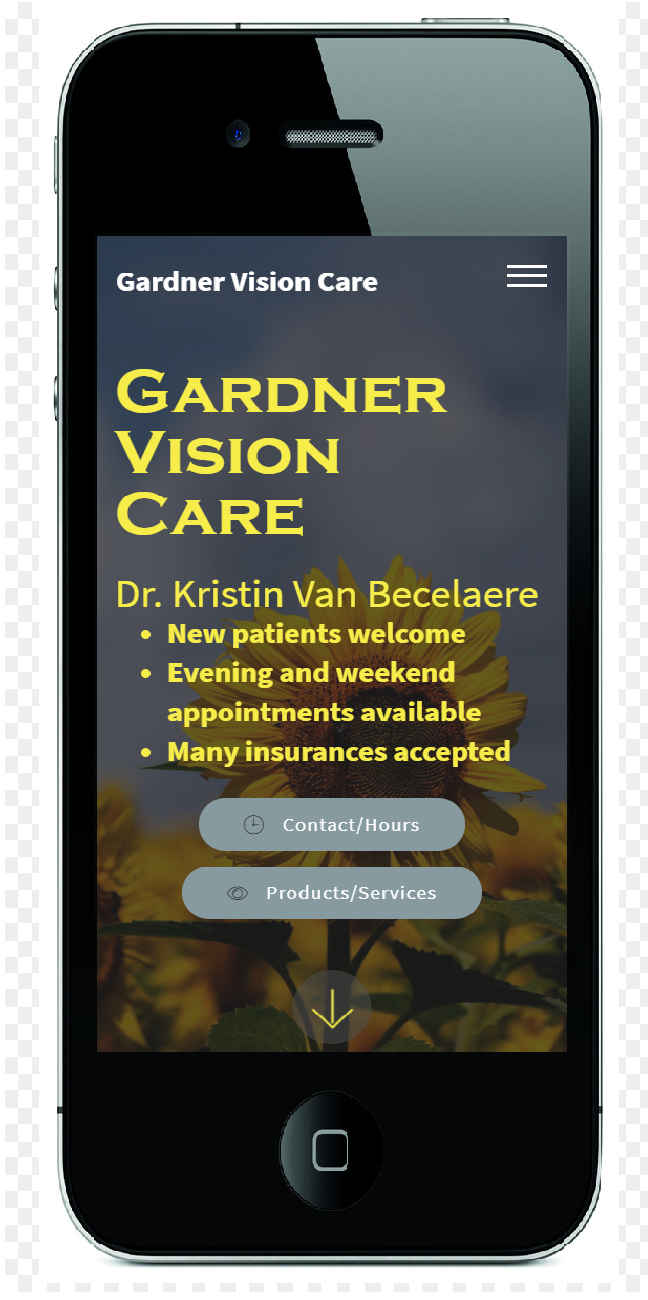 Gardner Vision Care
Gardner
Vision
Care
Dr. Kristin Van Becelaere
• New patients welcome
• Evening and weekend
appointments available
• Many insurances accepted
Contact/Hours
Products/Services